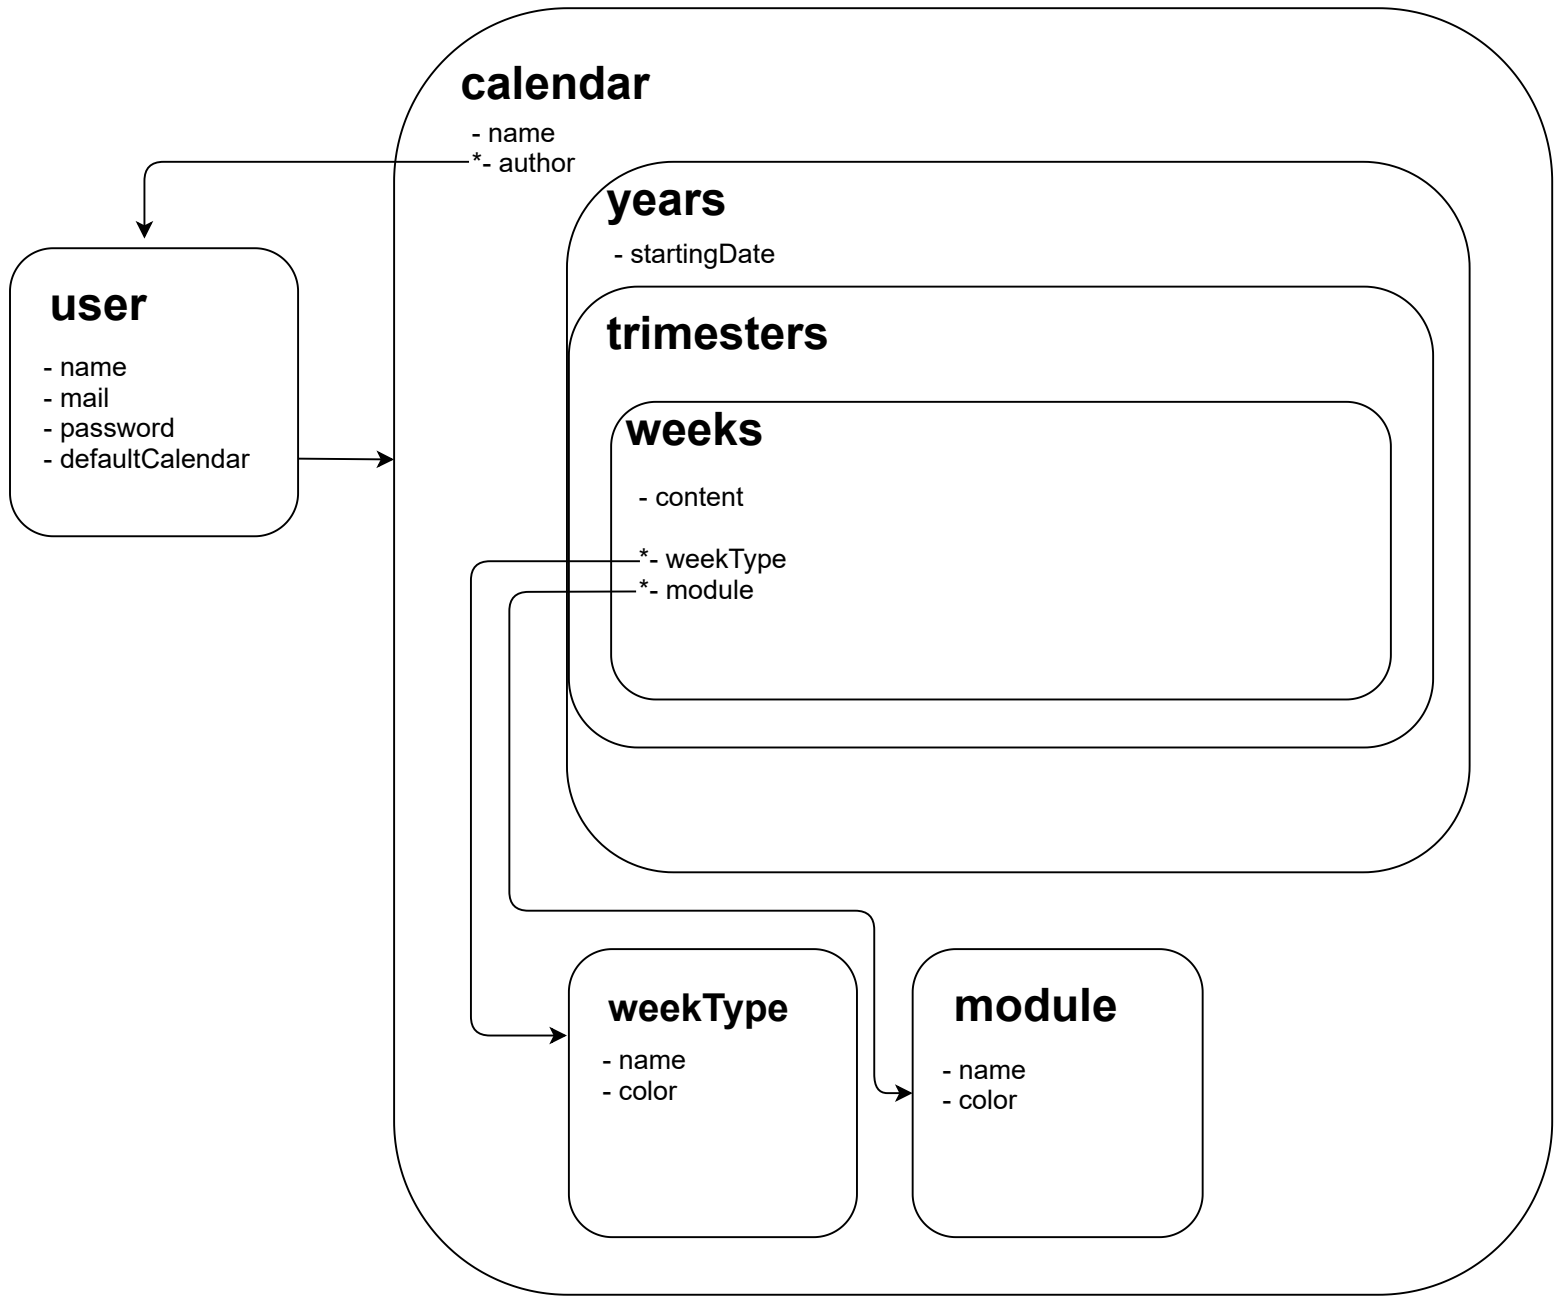 calendar
- name
*- author
years
- startingDate
user
- name
- mail
- password
- defaultCalendar
trimesters
weeks
- content
*- weekType
*- module
weekType
- name
- color
module
- name
- color